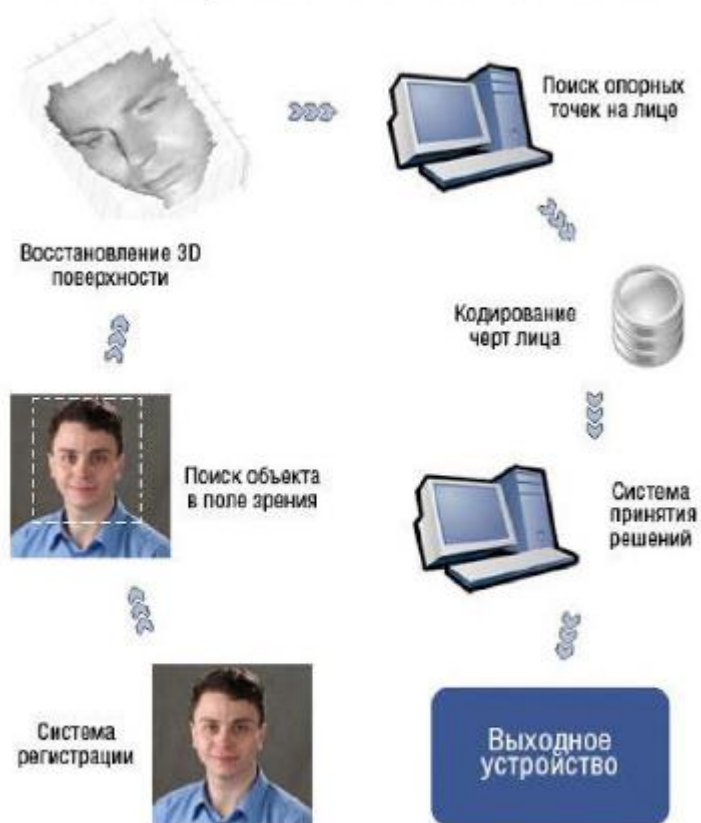 Поиск опорных
точек на лице
Восстановление 3D
поверхности
Кодирование
черт лица
Поиск объекта
в поле зрения
Система
принятия
решений
Система
регистрации
Выходное
устройство